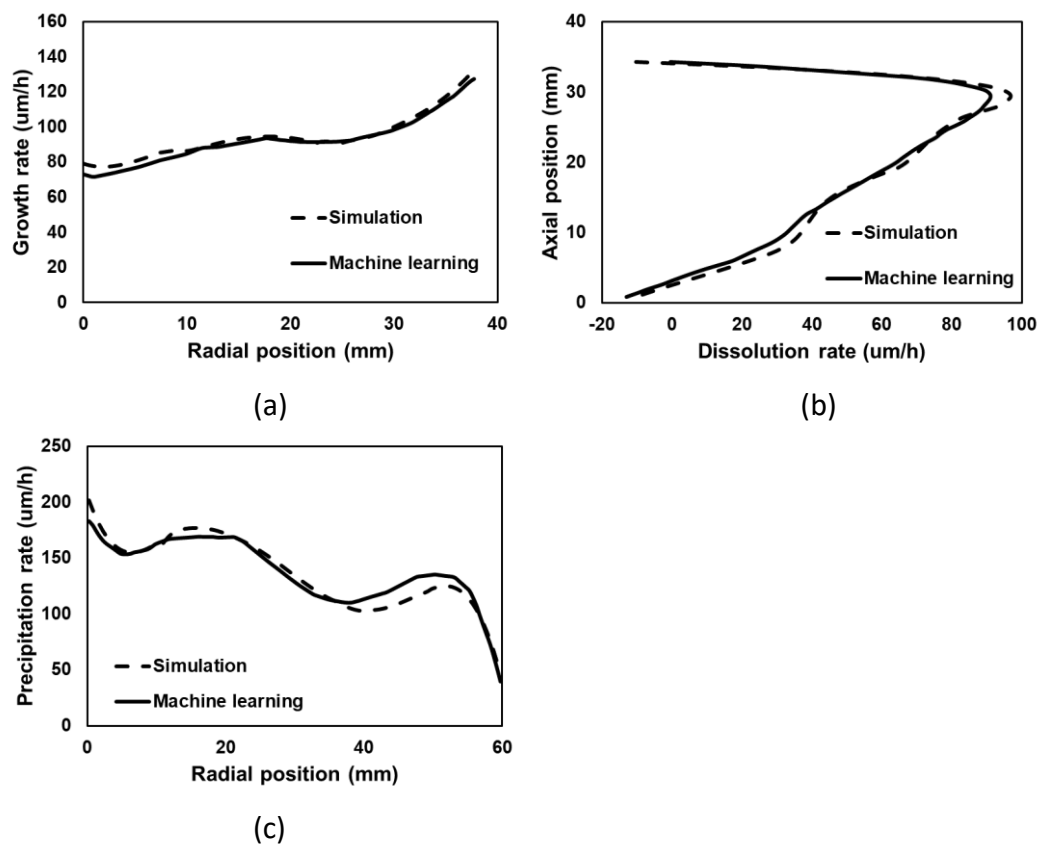 160
140
120
100
80
60
40
20
0
Growth rate (um/h)
Simulation
Machine learning
0 10 20 30 40
Radial position (mm)
(a)
40
30
20
10
0
Axial position (mm)
Simulation
Machine learning
-20 0 20 40 60 80 100
Dissolution rate (um/h)
(b)
250
200
150
100
50
0
Precipitation rate (um/h)
Simulation
Machine learning
0 20 40 60
Radial position (mm)
(c)